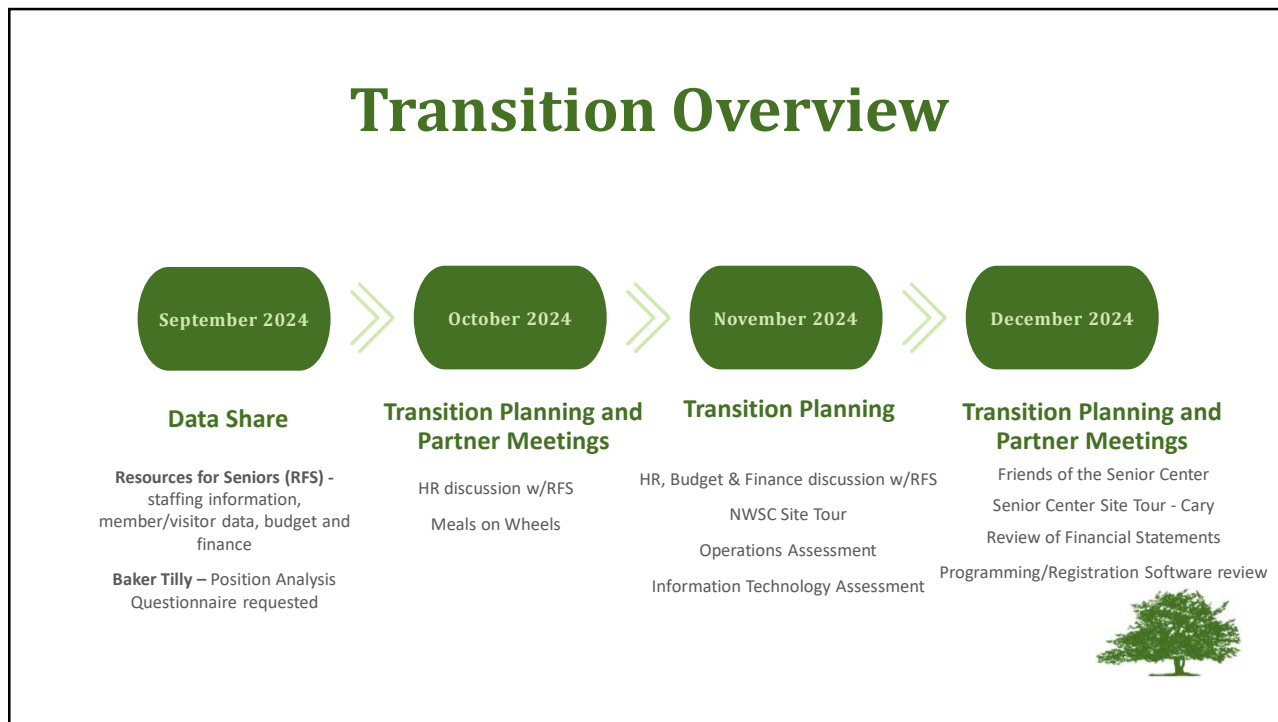 Transition Overview
September 2024
October 2024
November 2024
December 2024
Data Share
Resources for Seniors (RFS) -
staffing information,
member/visitor data, budget and
finance
Baker Tilly – Position Analysis
Questionnaire requested
Transition Planning and
Partner Meetings
HR discussion w/RFS
Meals on Wheels
Transition Planning
HR, Budget & Finance discussion w/RFS
NWSC Site Tour
Operations Assessment
Information Technology Assessment
Transition Planning and
Partner Meetings
Friends of the Senior Center
Senior Center Site Tour - Cary
Review of Financial Statements
Programming/Registration Software review